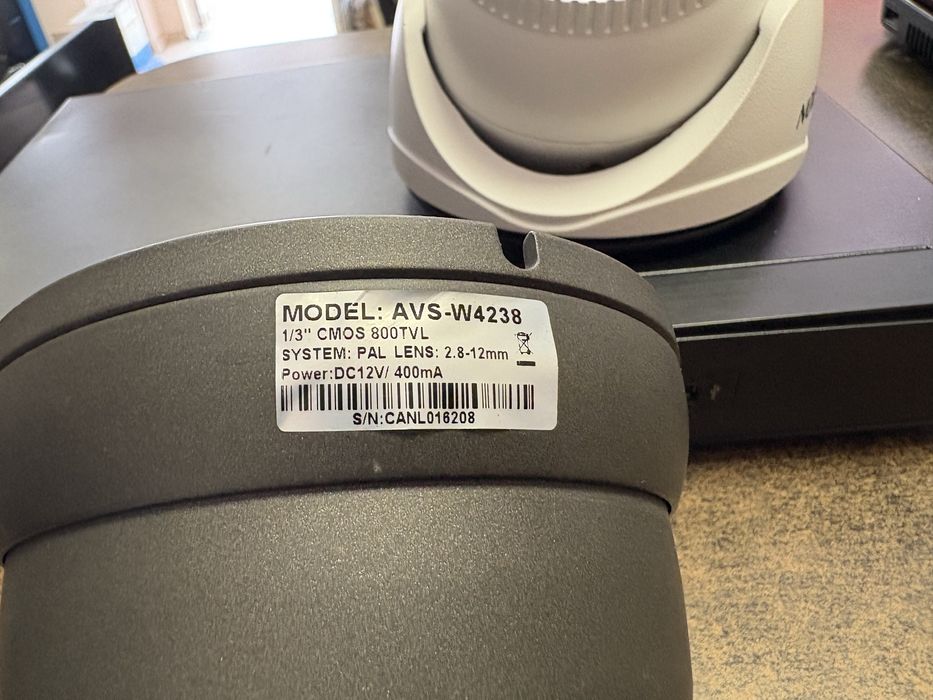 MODEL: AVS-W4238
1/3" CMOS 800TVL
SYSTEM: PAL LENS: 2.8-12mm
Power:DC12V/ 400mA
S/N:CANL016208